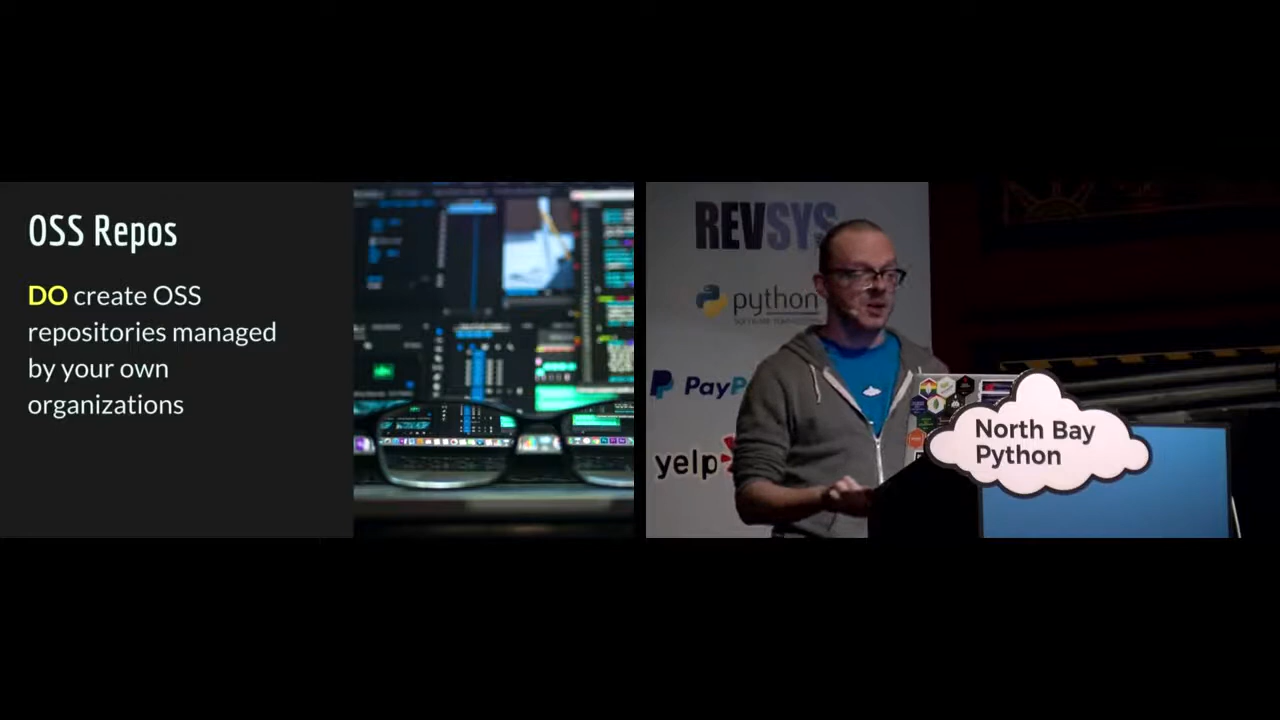 OSS Repos
DO create OSS
repositories managed
by your own
organizations
REVSYS
python
PayP
yelp
North Bay
Python